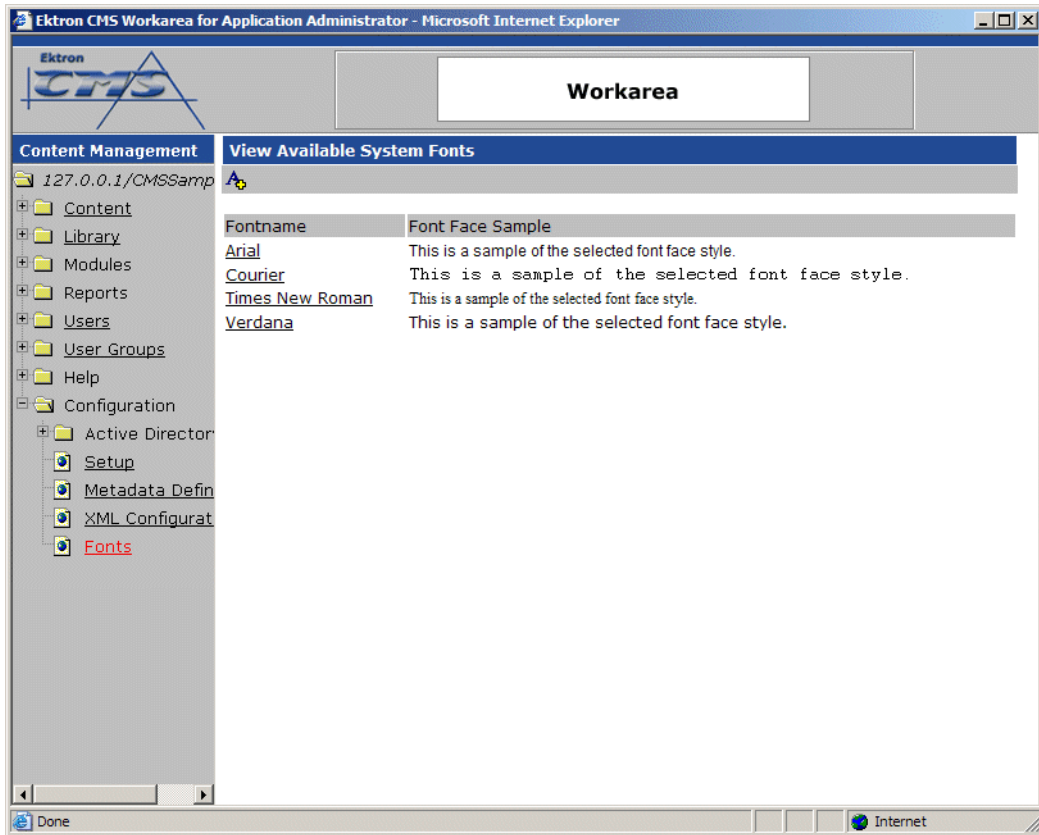 Ektron CMS Workarea for Application Administrator - Microsoft Internet Explorer
Ektron
CMS
Workarea
Content Management
127.0.0.1/CMSSamp
Content
Library
Modules
Reports
Users
User Groups
Help
Configuration
Active Director
Setup
Metadata Defin
XML Configurat
Fonts
View Available System Fonts
Fontname Font Face Sample
Arial This is a sample of the selected font face style.
Courier This is a sample of the selected font face style.
Times New Roman This is a sample of the selected font face style.
Verdana This is a sample of the selected font face style.
Done
Internet